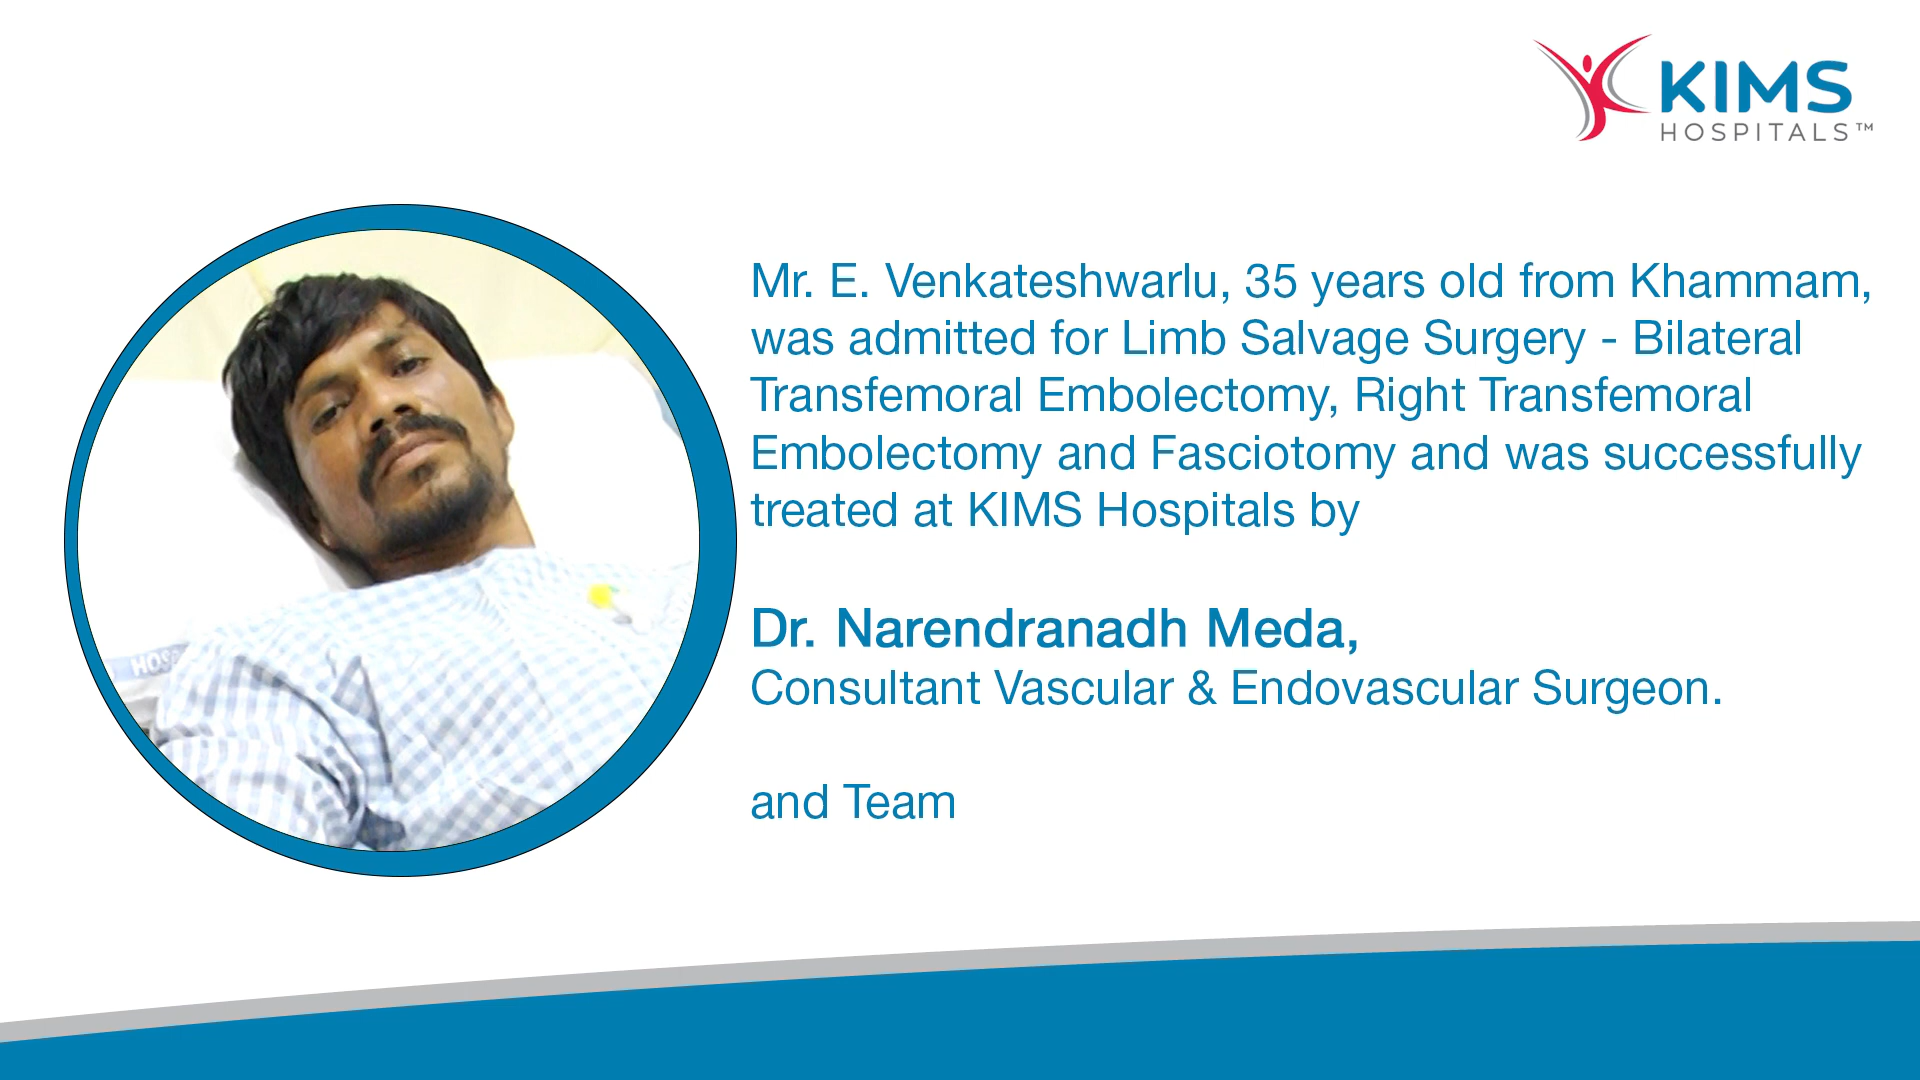 KIMS
HOSPITALS™
Mr. E. Venkateshwarlu, 35 years old from Khammam,
was admitted for Limb Salvage Surgery - Bilateral
Transfemoral Embolectomy, Right Transfemoral
Embolectomy and Fasciotomy and was successfully
treated at KIMS Hospitals by
HOS
Dr. Narendranadh Meda,
Consultant Vascular & Endovascular Surgeon.
and Team